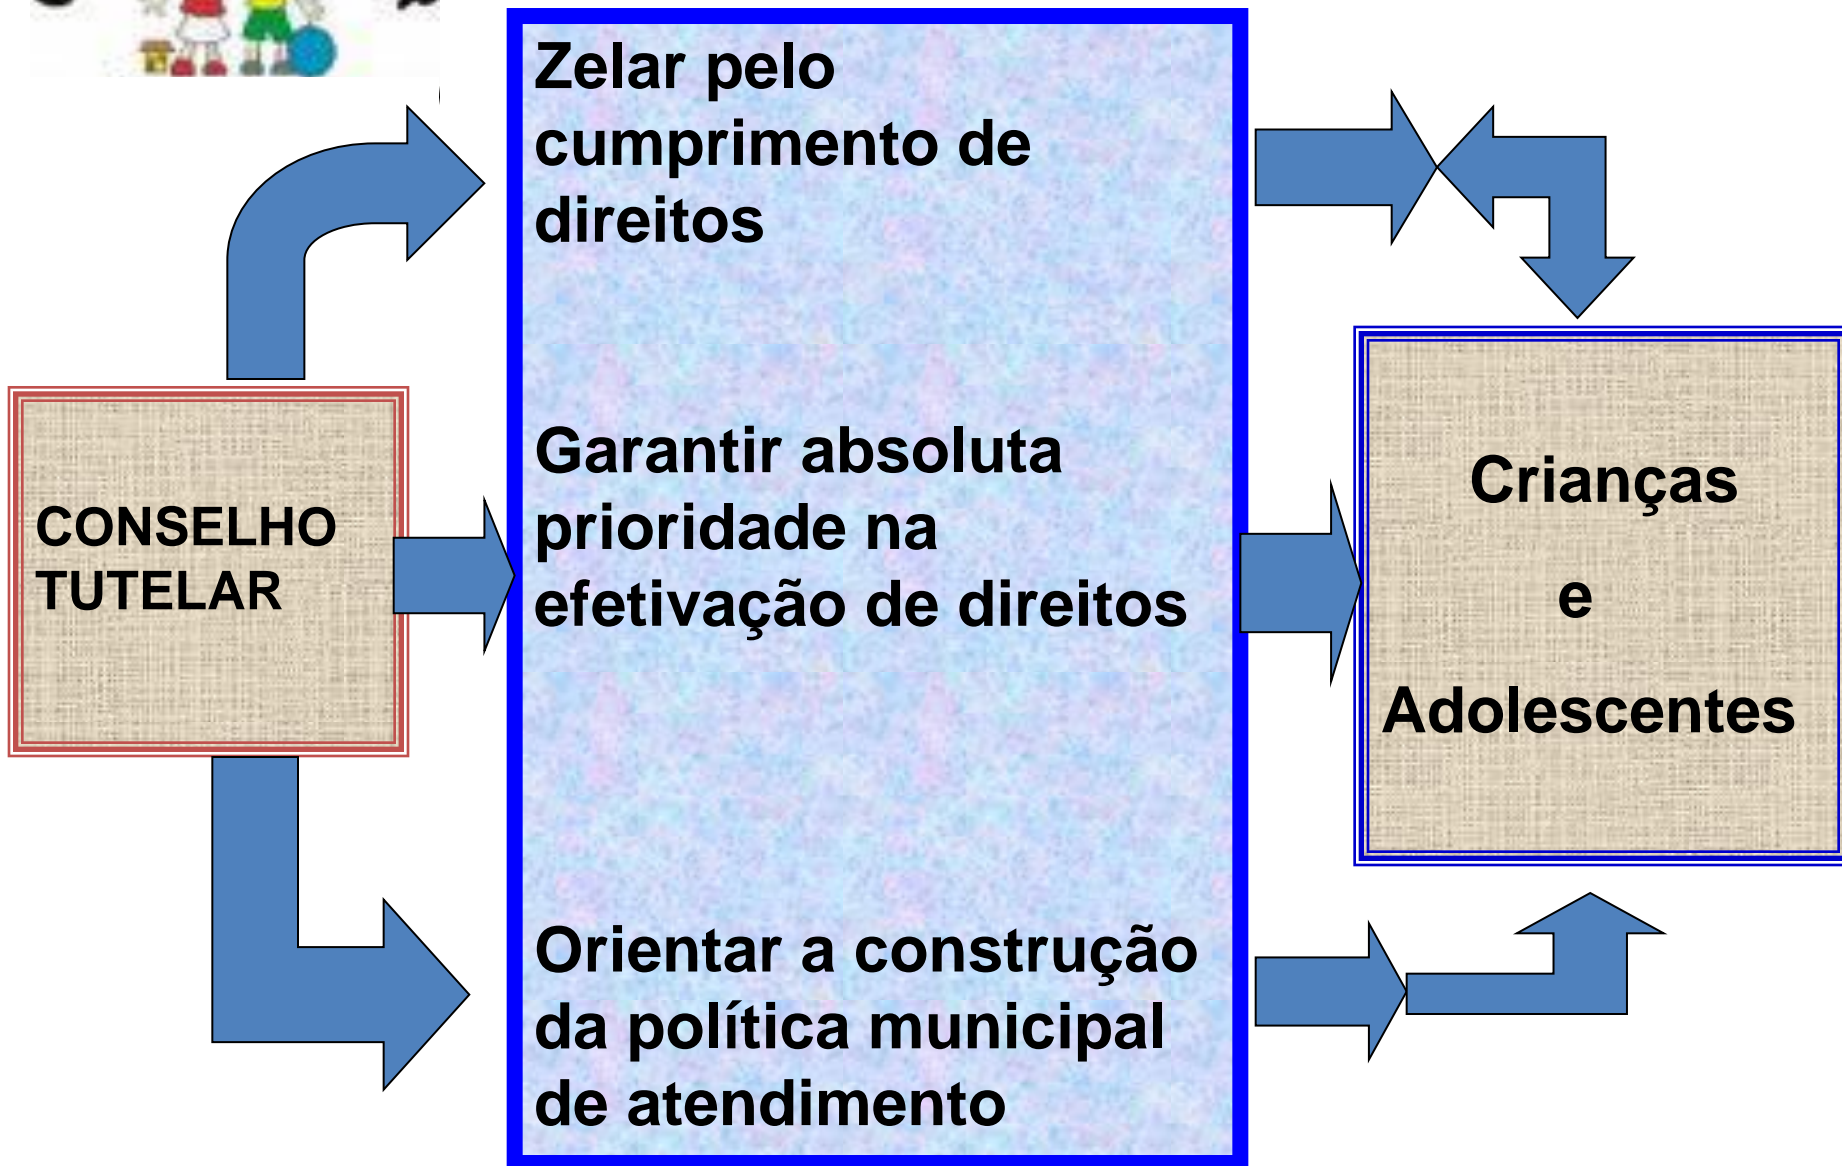 CONSELHO
TUTELAR
Zelar pelo
cumprimento de
direitos
Garantir absoluta
prioridade na
efetivação de direitos
Orientar a construção
da política municipal
de atendimento
Crianças
e
Adolescentes